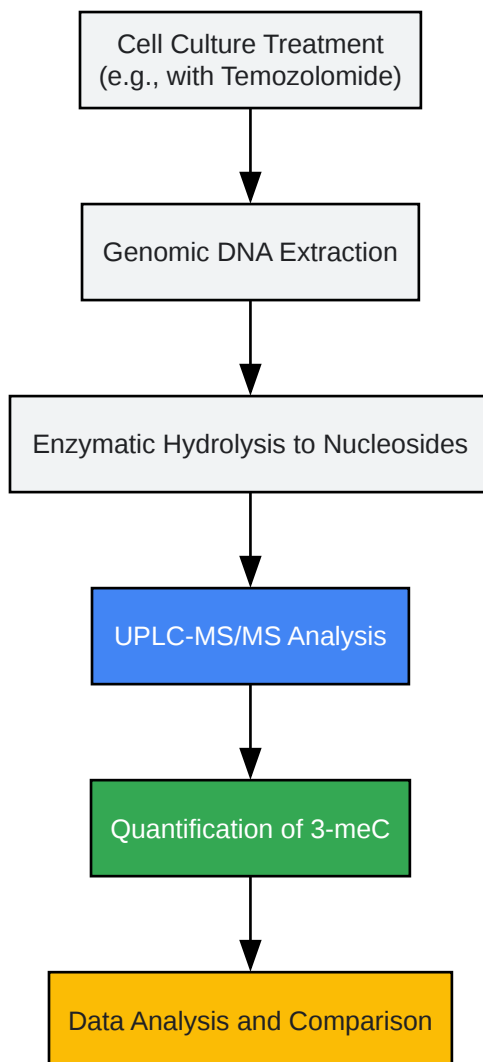 Cell Culture Treatment
(e.g., with Temozolomide)
Genomic DNA Extraction
Enzymatic Hydrolysis to Nucleosides
UPLC-MS/MS Analysis
Quantification of 3-meC
Data Analysis and Comparison